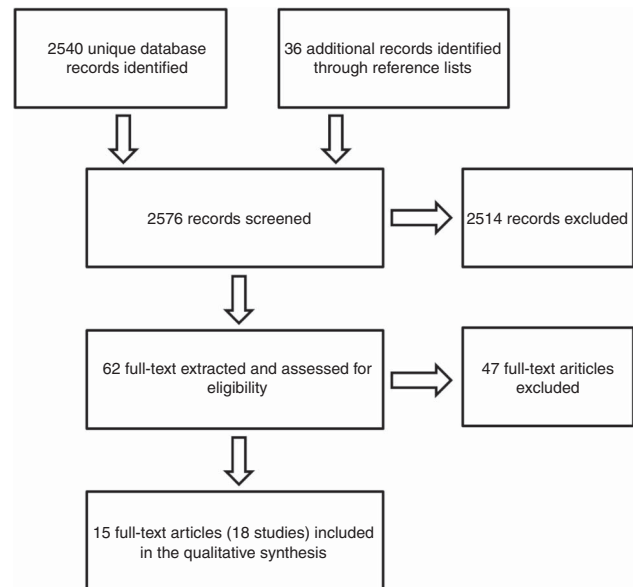 2540 unique database
records identified
36 additional records identified
through reference lists
2576 records screened
2514 records excluded
62 full-text extracted and assessed for
eligibility
47 full-text ariticles
excluded
15 full-text articles (18 studies) included
in the qualitative synthesis